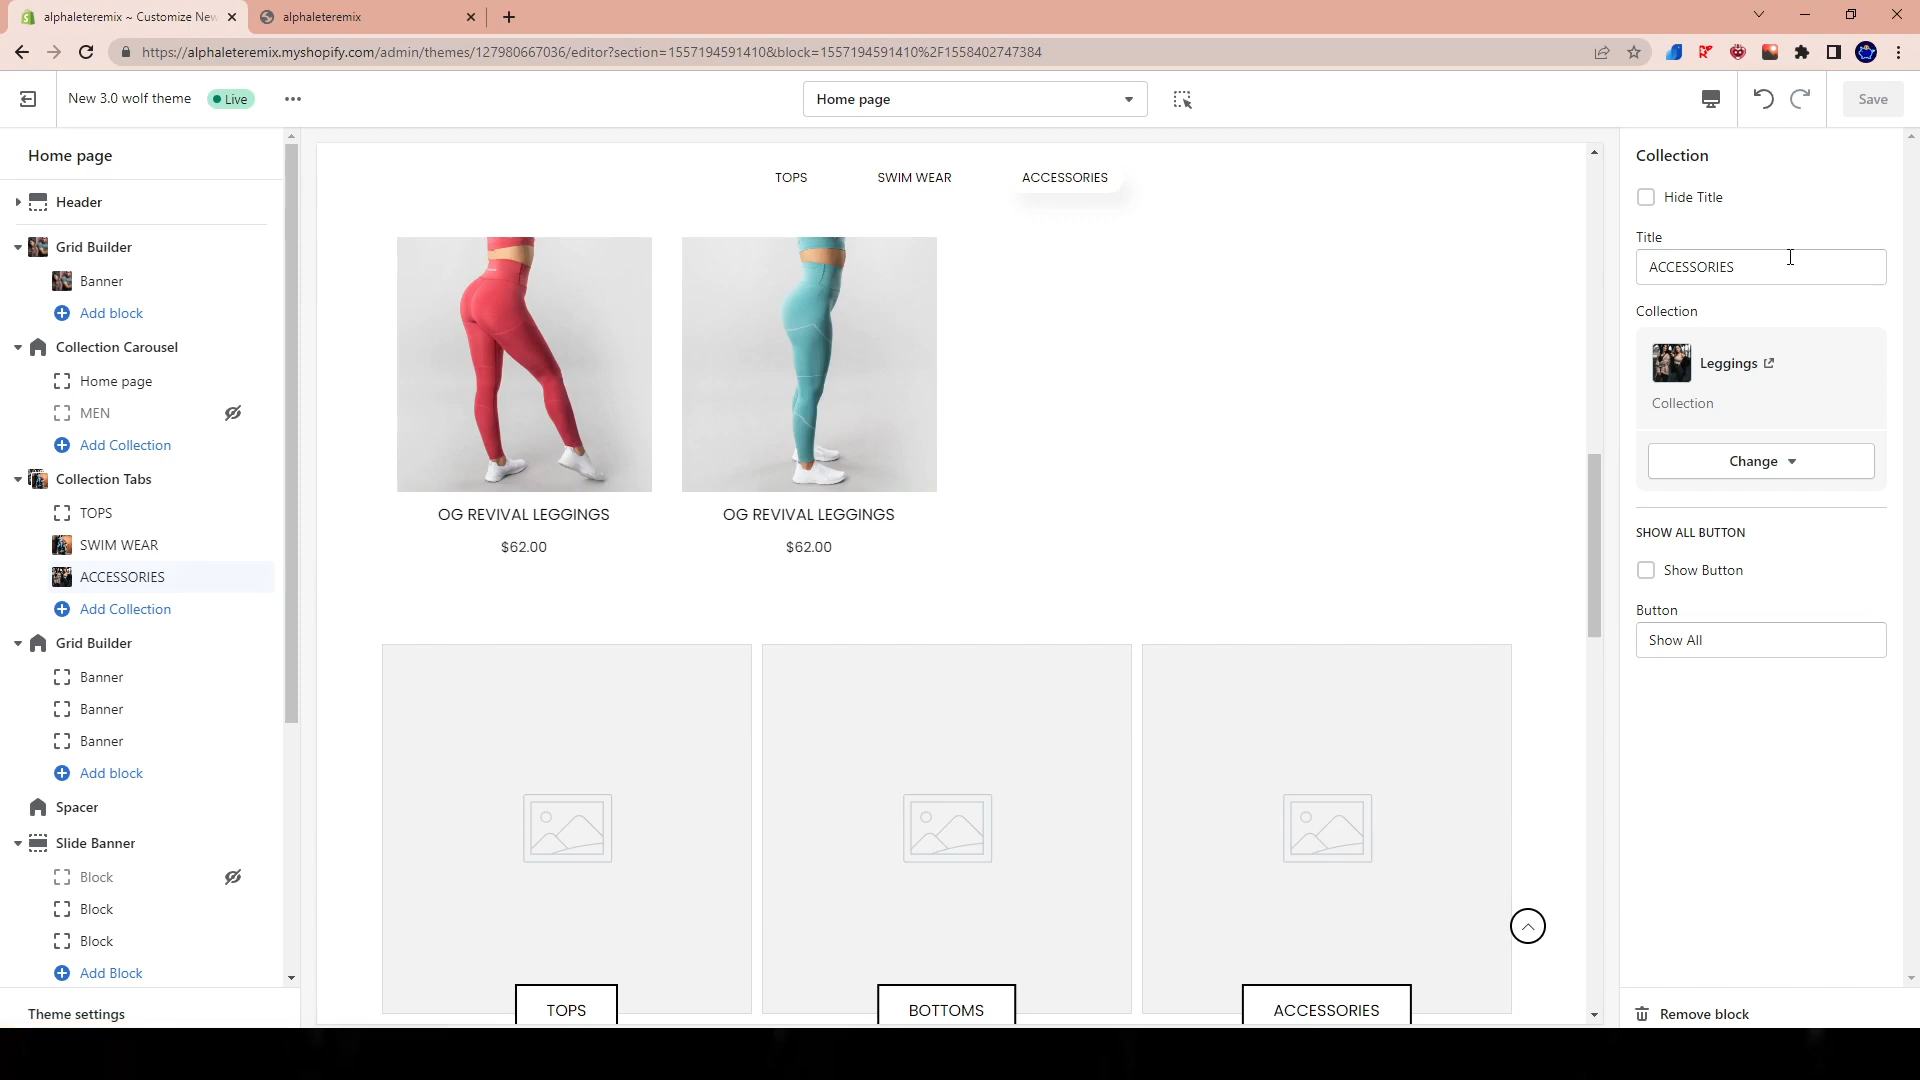 alphaleteremix ~ Customize New
alphaleteremix
https://alphaleteremix.myshopify.com/admin/themes/127980667036/editor?section=1557194591410&block=1557194591410%2F1558402747384
New 3.0 wolf theme
Live
Home page
Save
Home page
Header
Grid Builder
Banner
Add block
Collection Carousel
Home page
MEN
Add Collection
Collection Tabs
TOPS
SWIM WEAR
ACCESSORIES
Add Collection
Grid Builder
Banner
Banner
Banner
Add block
Spacer
Slide Banner
Block
Block
Block
Add Block
Theme settings
TOPS SWIM WEAR ACCESSORIES
OG REVIVAL LEGGINGS
$62.00
OG REVIVAL LEGGINGS
$62.00
TOPS
BOTTOMS
ACCESSORIES
Collection
Hide Title
Title
ACCESSORIES
Collection
Leggings
Collection
Change
SHOW ALL BUTTON
Show Button
Button
Show All
Remove block